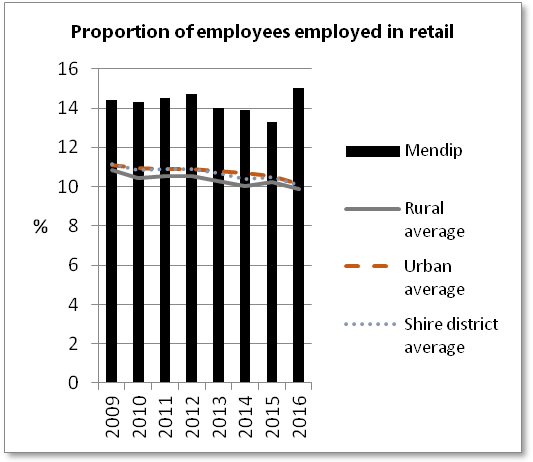 Proportion of employees employed in retail
16
14
12
10
8
6
4
2
0
%
2009
2010
2011
2012
2013
2014
2015
2016
Mendip
Rural
average
Urban
average
Shire district
average